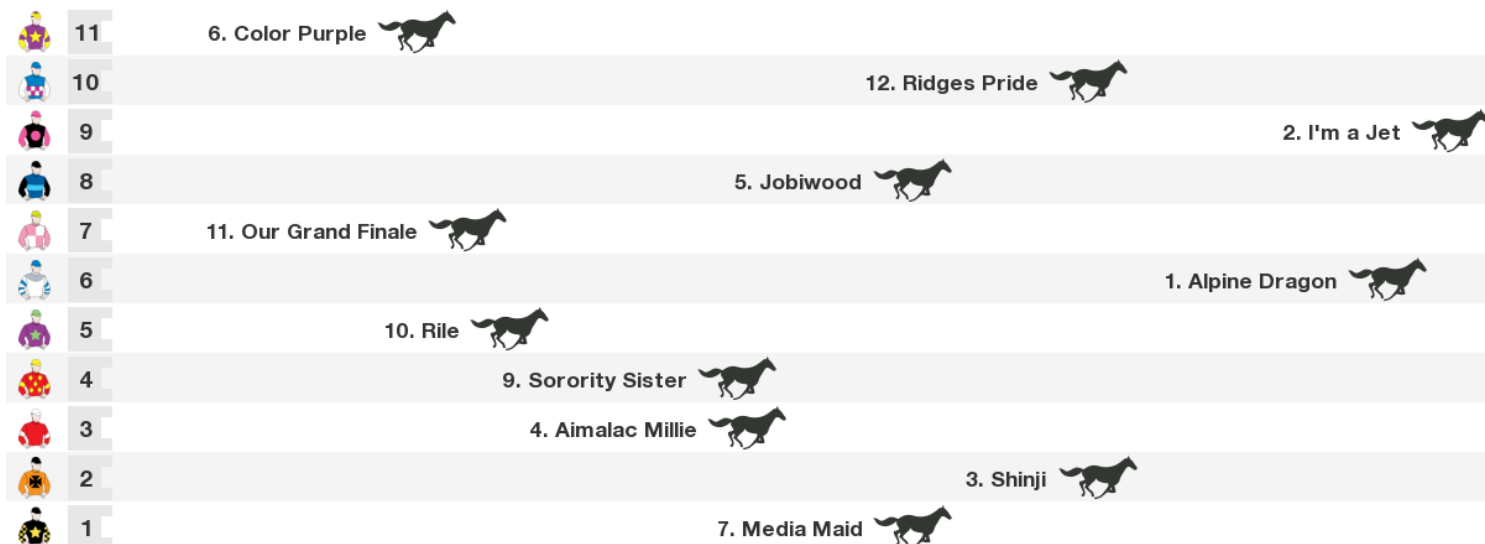 11 6. Color Purple
10 12. Ridges Pride
9 2. I'm a Jet
8 5. Jobiwood
7 11. Our Grand Finale
6 1. Alpine Dragon
5 10. Rile
4 9. Sorority Sister
3 4. Aimalac Millie
2 3. Shinji
1 7. Media Maid